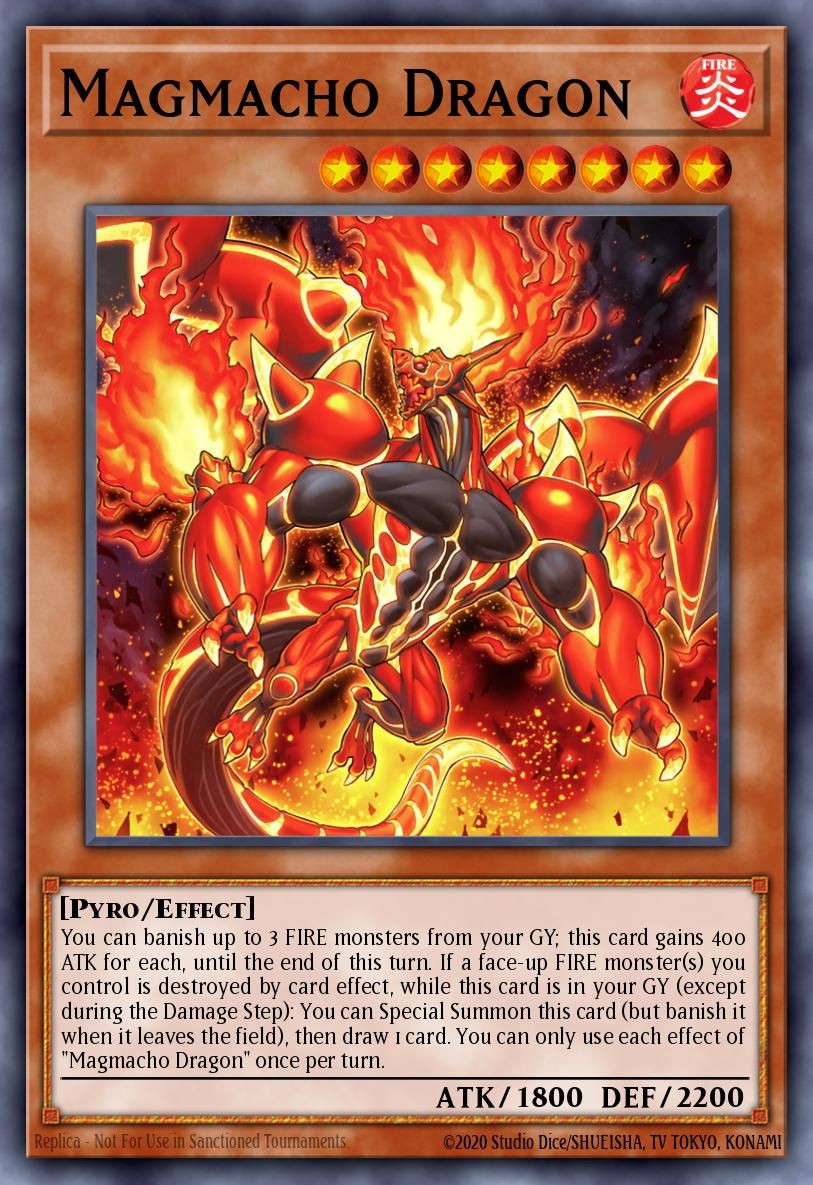 Magmacho Dragon
FIRE
炎
[Pyro/Effect]
You can banish up to 3 FIRE monsters from your GY; this card gains 400
ATK for each, until the end of this turn. If a face-up FIRE monster(s) you
control is destroyed by card effect, while this card is in your GY (except
during the Damage Step): You can Special Summon this card (but banish it
when it leaves the field), then draw 1 card. You can only use each effect of
"Magmacho Dragon" once per turn.
ATK/1800 DEF/2200
Replica - Not For Use in Sanctioned Tournaments.
©2020 Studio Dice/SHUEISHA, TV TOKYO, KONAMI